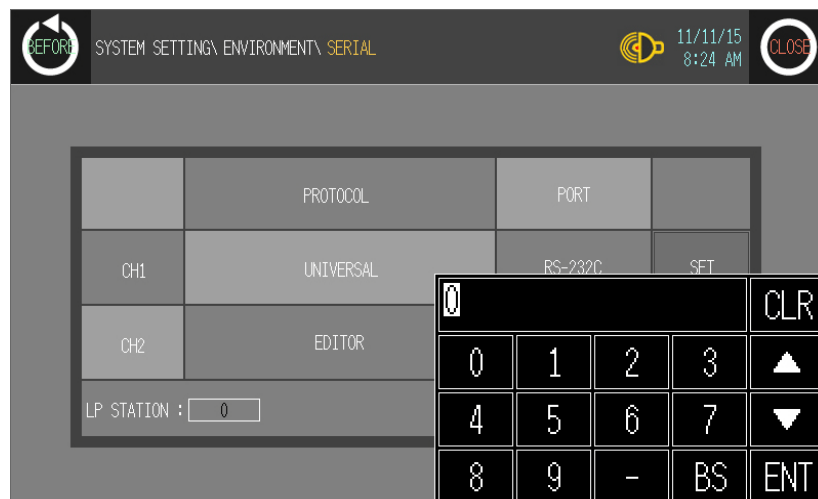 BEFORE SYSTEM SETTING\ ENVIRONMENT\ SERIAL 11/11/15 CLOSE
8:24 AM
PROTOCOL PORT
CH1 UNIVERSAL RS-232C SET
0 CLR
CH2 EDITOR
0 1 2 3 ▲
LP STATION : 0
4 5 6 7 ▼
8 9 - BS ENT